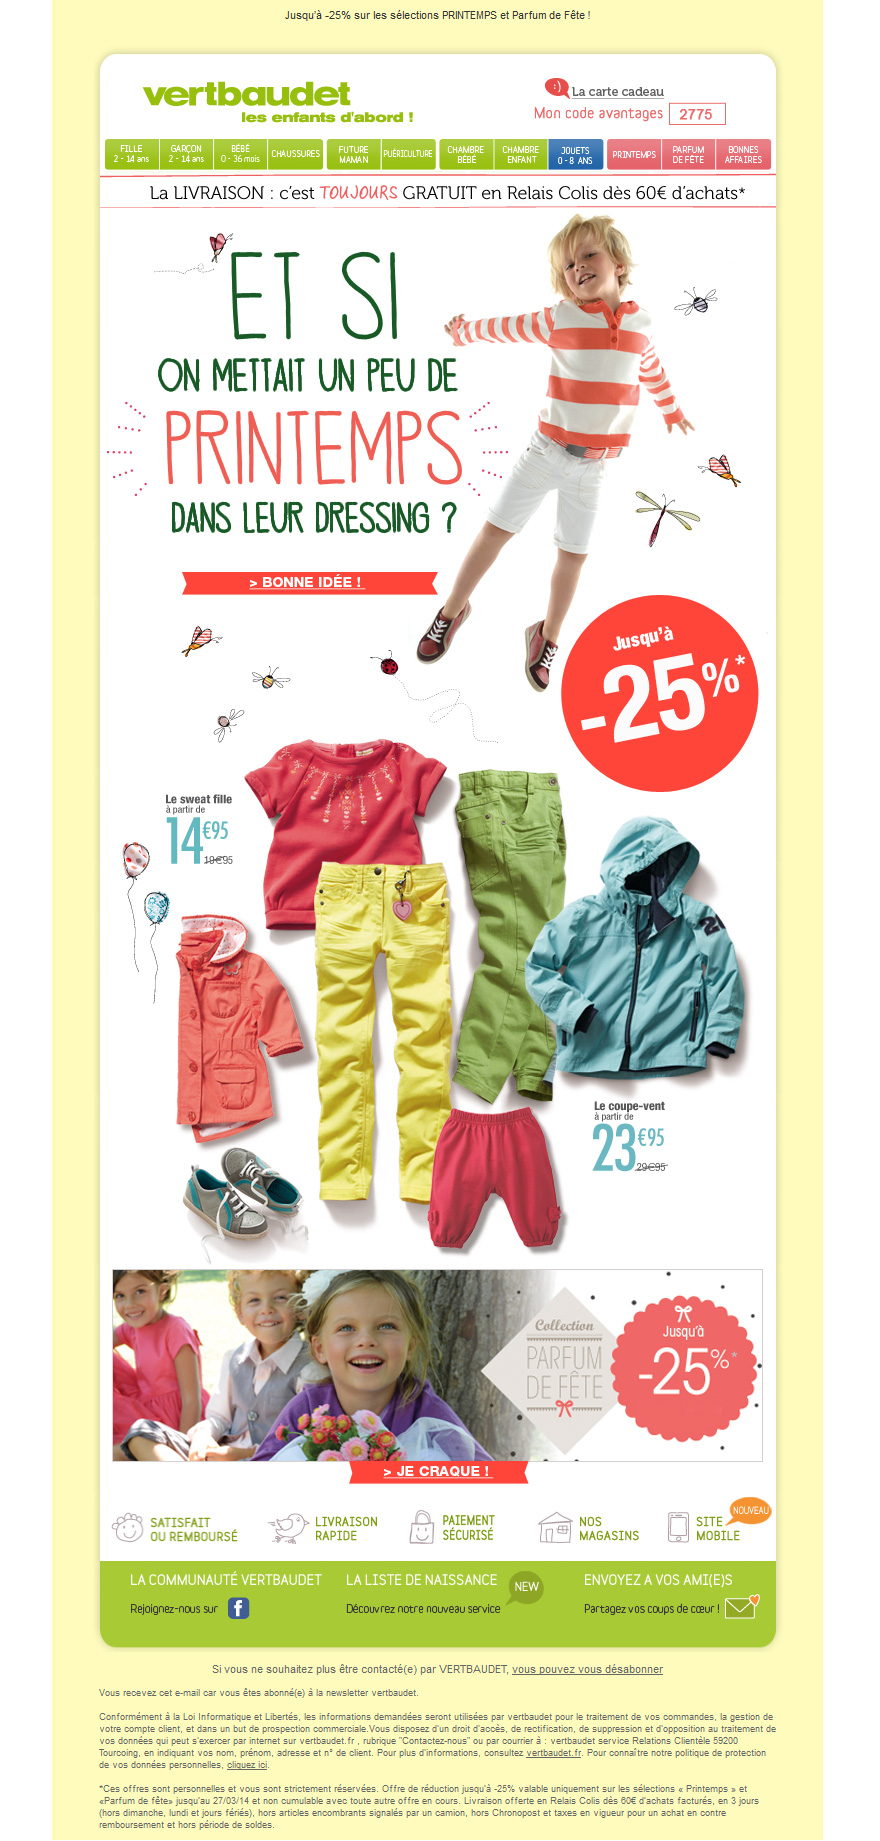 Jusqu'à -25% sur les sélections PRINTEMPS et Parfum de Fête !
vertbaudet
les enfants d'abord !
La carte cadeau
Mon code avantages 2775
FILLE
2 - 14 ans
GARÇON
2 - 14 ans
BÉBÉ
0 - 36 mois
CHAUSSURES
FUTURE
MAMAN
PUÉRICULTURE
CHAMBRE
BÉBÉ
CHAMBRE
ENFANT
JOUETS
0 - 8 ANS
PRINTEMPS
PARFUM
DE FÊTE
BONNES
AFFAIRES
La LIVRAISON : c'est TOUJOURS GRATUIT en Relais Colis dès 60€ d'achats*
ET SI
ON METTAIT UN PEU DE
PRINTEMPS
DANS LEUR DRESSING ?
> BONNE IDÉE !
Jusqu'à
-25%*
Le sweat fille
à partir de
14€95
19€95
21
Le coupe-vent
à partir de
23€95
29€95
Collection
PARFUM
DE FÊTE
Jusqu'à
-25%*
> JE CRAQUE !
SATISFAIT
OU REMBOURSÉ
LIVRAISON
RAPIDE
PAIEMENT
SÉCURISÉ
NOS
MAGASINS
SITE
MOBILE
NOUVEAU
LA COMMUNAUTÉ VERTBAUDET
Rejoignez-nous sur f
LA LISTE DE NAISSANCE
NEW
Découvrez notre nouveau service
ENVOYEZ A VOS AMI(E)S
Partagez vos coups de cœur !
Si vous ne souhaitez plus être contacté(e) par VERTBAUDET, vous pouvez vous désabonner
Vous recevez cet e-mail car vous êtes abonné(e) à la newsletter vertbaudet.
Conformément à la Loi Informatique et Libertés, les informations demandées seront utilisées par vertbaudet pour le traitement de vos commandes, la gestion de
votre compte client, et dans un but de prospection commerciale.Vous disposez d'un droit d'accès, de rectification, de suppression et d'opposition au traitement de
vos données qui peut s'exercer par internet sur vertbaudet.fr , rubrique "Contactez-nous" ou par courrier à : vertbaudet service Relations Clientèle 59200
Tourcoing, en indiquant vos nom, prénom, adresse et n° de client. Pour plus d'informations, consultez vertbaudet.fr. Pour connaître notre politique de protection
de vos données personnelles, cliquez ici.
*Ces offres sont personnelles et vous sont strictement réservées. Offre de réduction jusqu'à -25% valable uniquement sur les sélections « Printemps » et
«Parfum de fête» jusqu'au 27/03/14 et non cumulable avec toute autre offre en cours. Livraison offerte en Relais Colis dès 60€ d'achats facturés, en 3 jours
(hors dimanche, lundi et jours fériés), hors articles encombrants signalés par un camion, hors Chronopost et taxes en vigueur pour un achat en contre
remboursement et hors période de soldes.